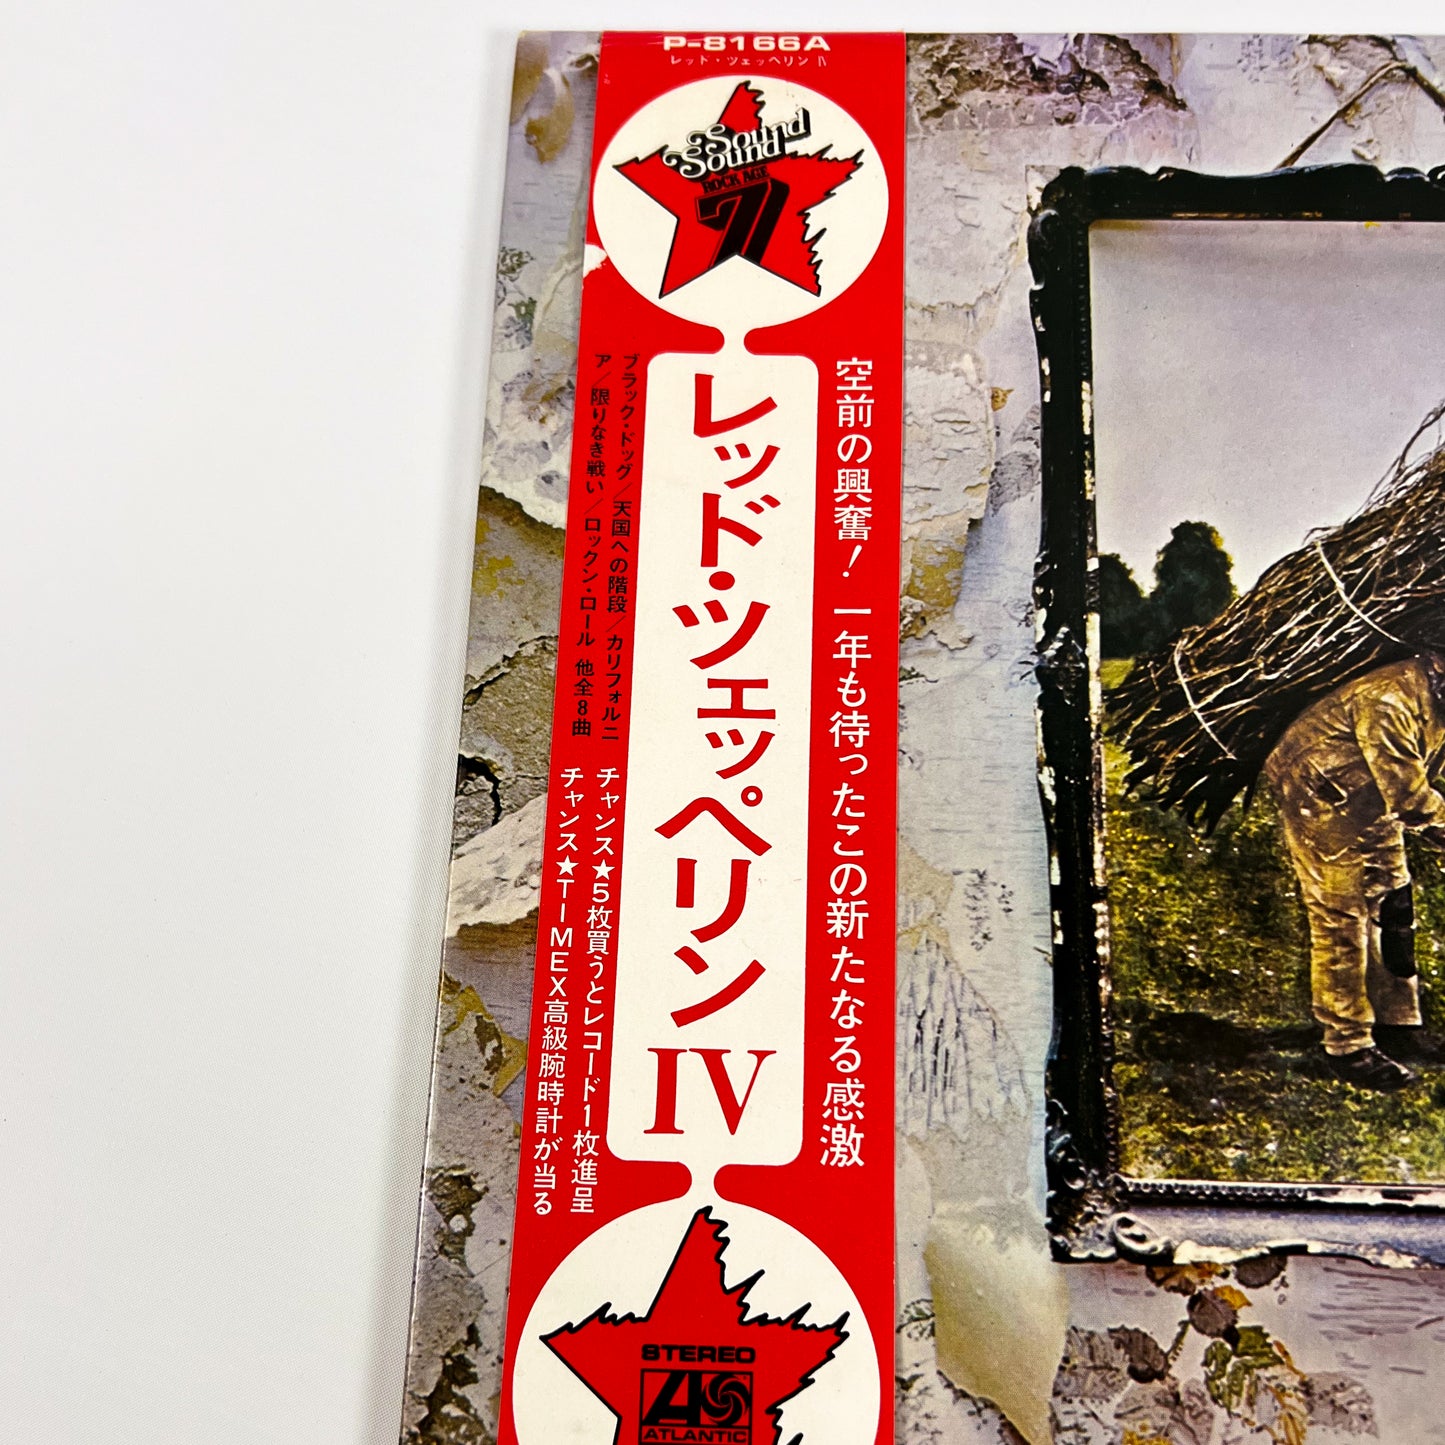 P-8166A
レッド・ツェッペリン IV
Sound
Sound
ROCK AGE
71
空前の興奮! 一年も待ったこの新たなる感激
レッド・ツェッペリン IV
ブラック・ドッグ/天国への階段/カリフォルニ
ア/限りなき戦い/ロックン・ロール 他全8曲
チャンス★5枚買うとレコード1枚進呈
チャンス★TIMEX高級腕時計が当る
STEREO
ATLANTIC